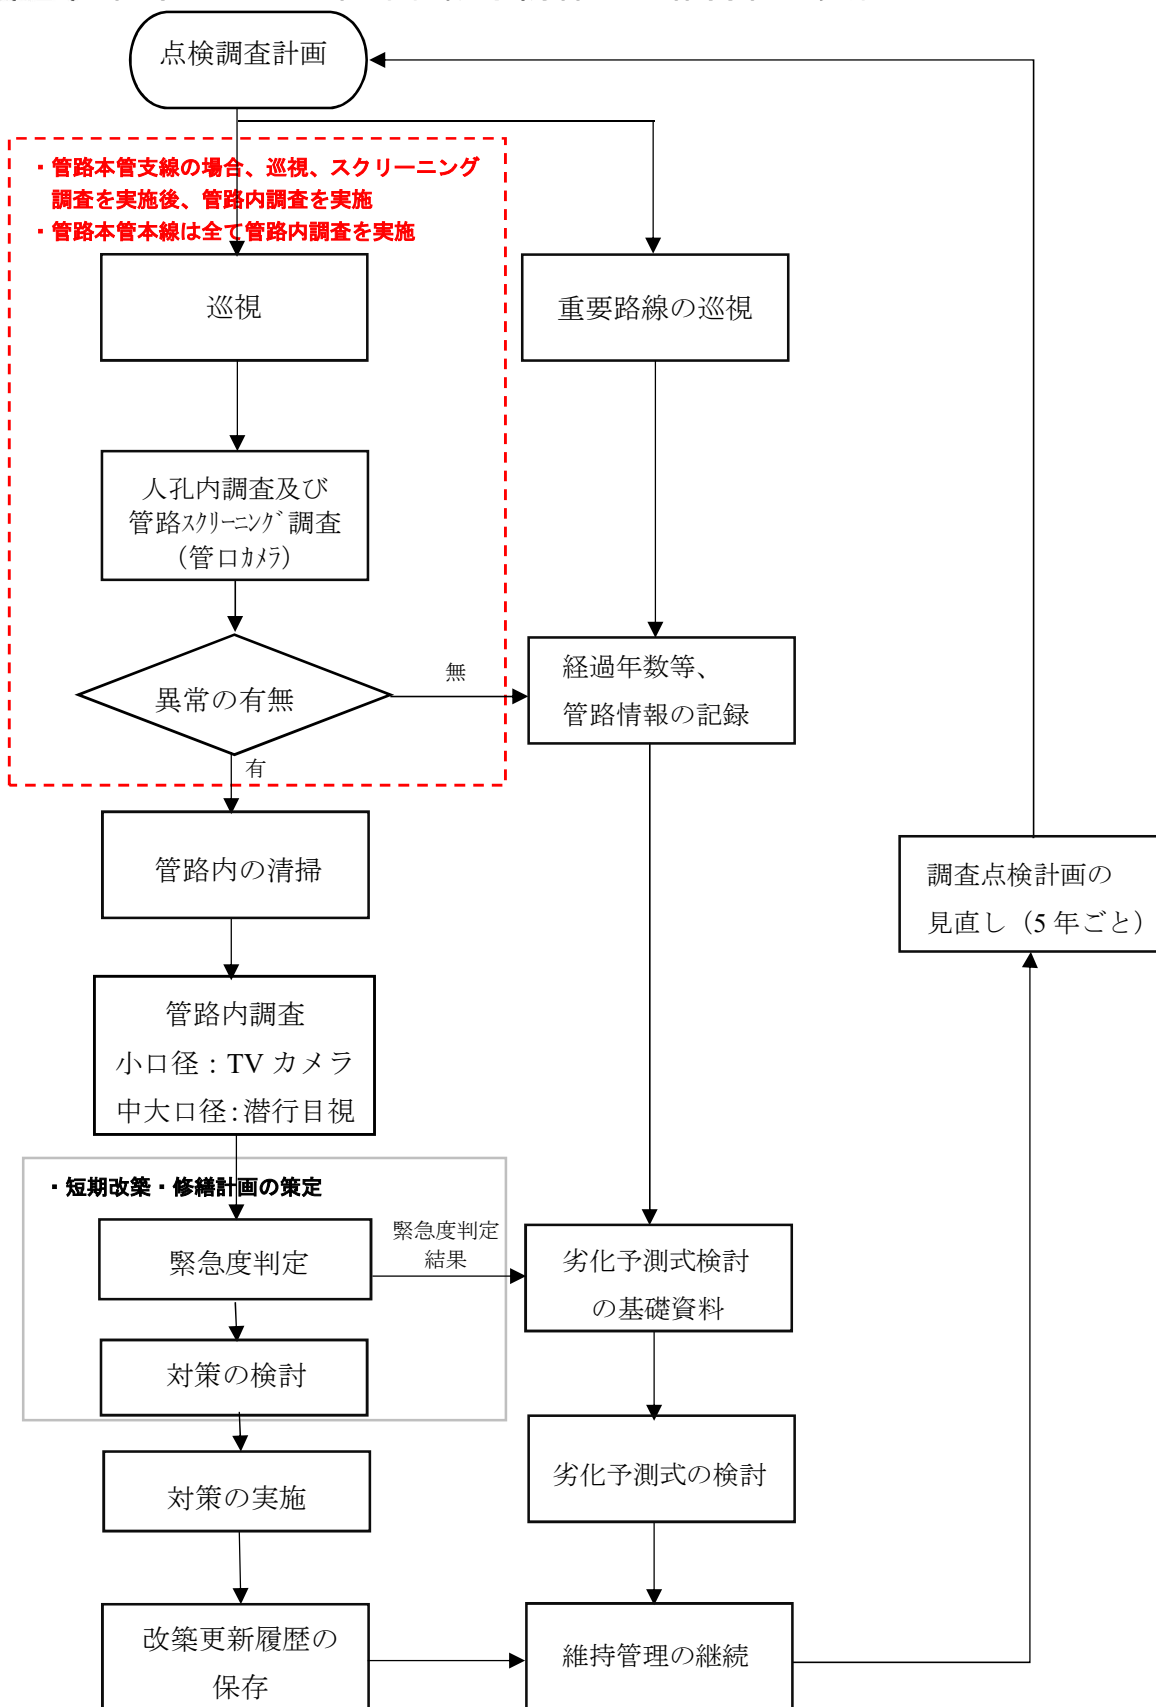 点検調査計画
・管路本管支線の場合、巡視、スクリーニング
調査を実施後、管路内調査を実施
・管路本管本線は全て管路内調査を実施
巡視
重要路線の巡視
人孔内調査及び
管路ｽｸﾘｰﾆﾝｸﾞ調査
（管口ｶﾒﾗ）
異常の有無
無
有
経過年数等、
管路情報の記録
管路内の清掃
調査点検計画の
見直し（5 年ごと）
管路内調査
小口径：TV カメラ
中大口径：潜行目視
・短期改築・修繕計画の策定
緊急度判定
緊急度判定
結果
劣化予測式検討
の基礎資料
対策の検討
劣化予測式の検討
対策の実施
改築更新履歴の
保存
維持管理の継続